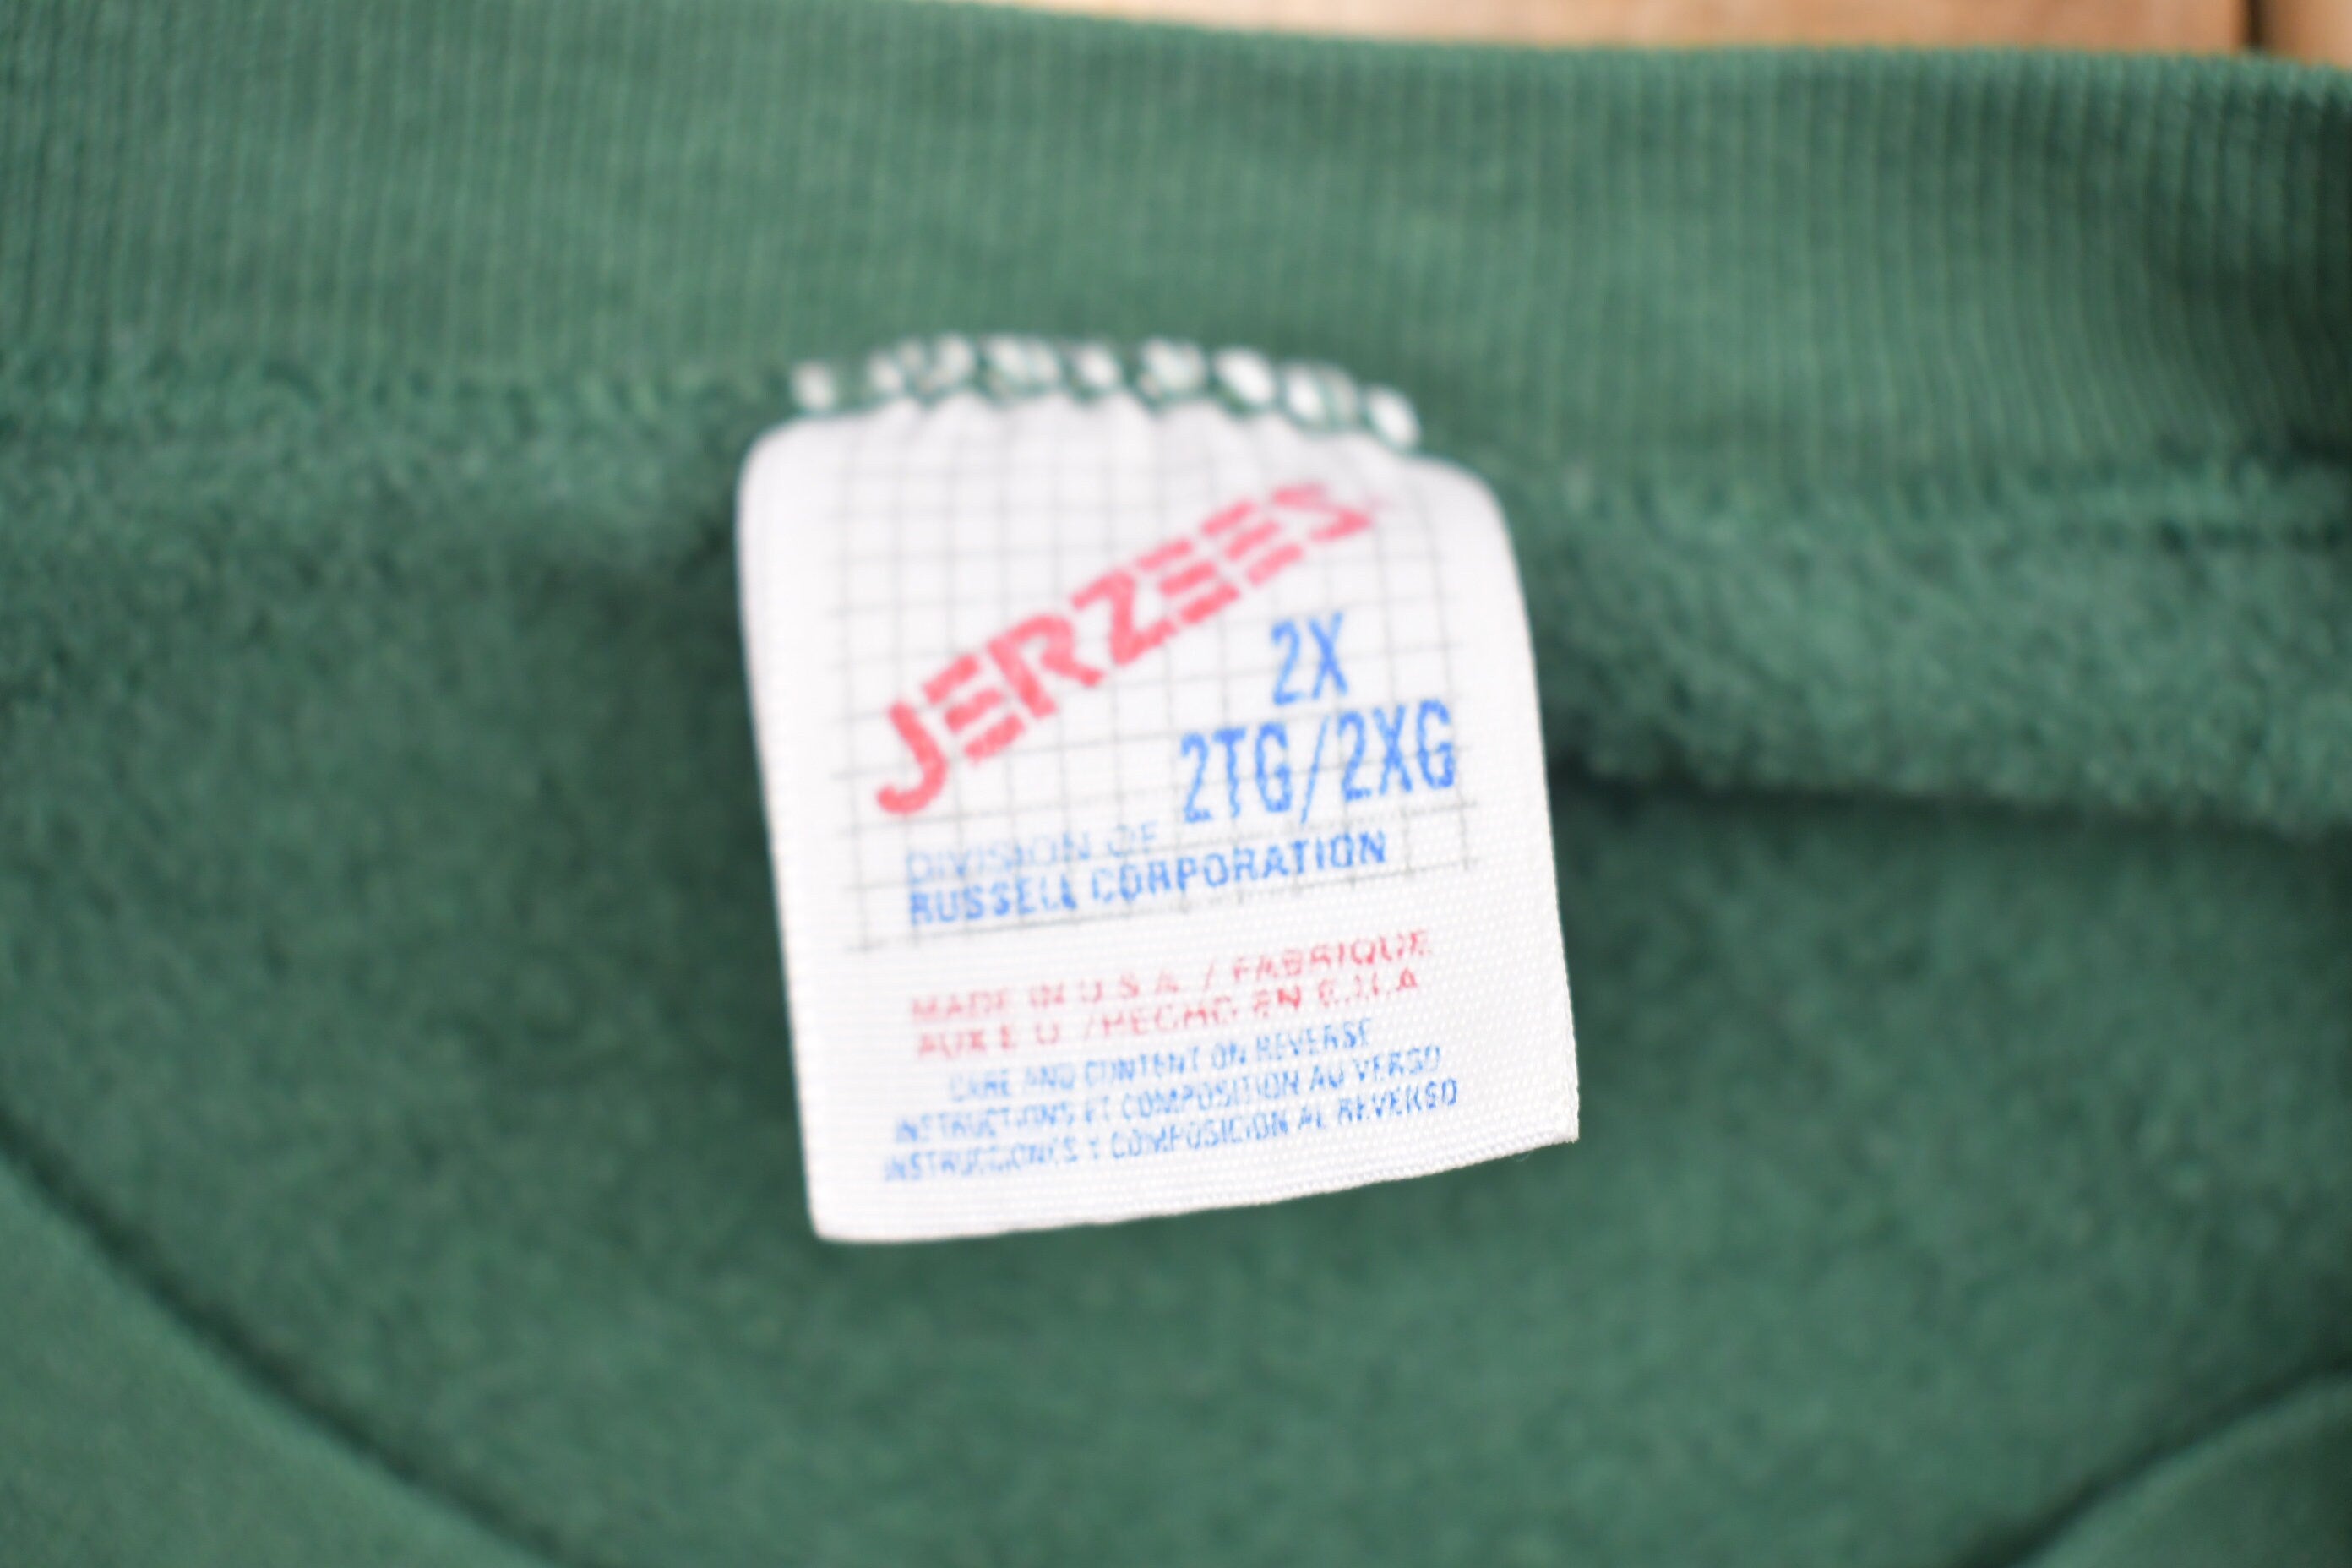 JERZEES
2X
2TG/2XG
DIVISION OF
RUSSELL CORPORATION
MADE IN U.S.A. / FABRIQUE
AUX E.U. / HECHO EN E.U.A
CARE AND CONTENT ON REVERSE
INSTRUCTIONS ET COMPOSITION AU VERSO
INSTRUCCIONES Y COMPOSICION AL REVERSO